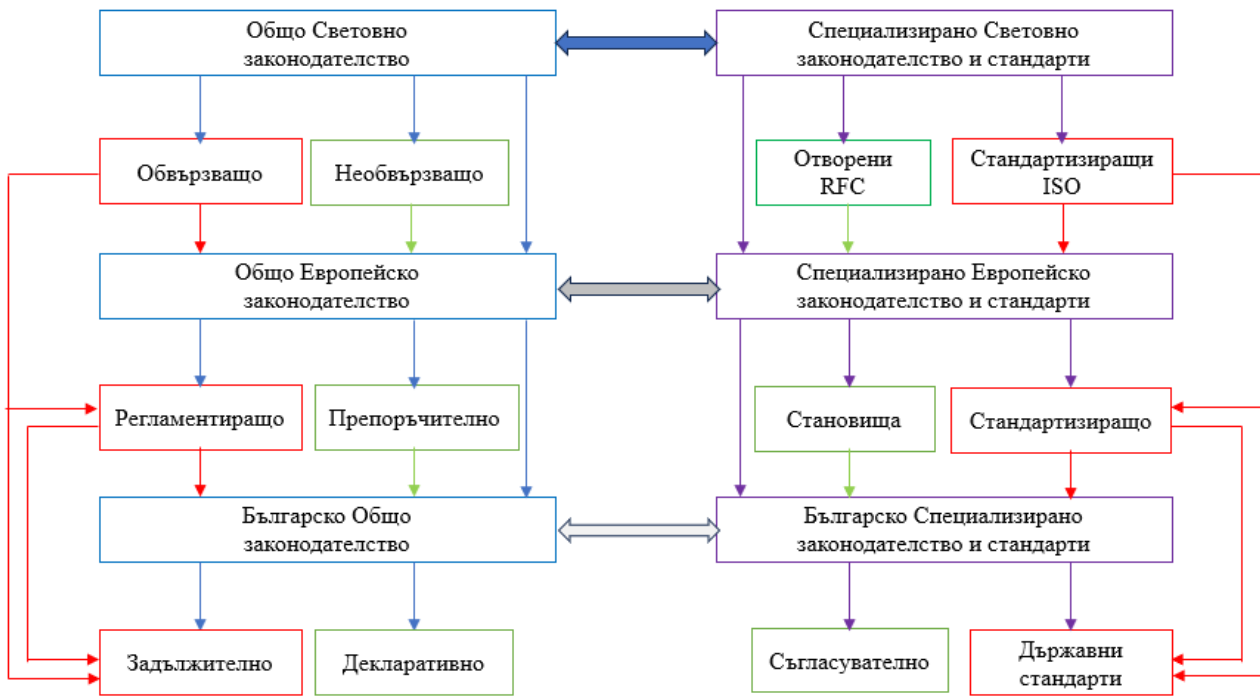 Общо Световно
законодателство
Специализирано Световно
законодателство и стандарти
Обвързващо
Необвързващо
Отворени
RFC
Стандартизиращи
ISO
Общо Европейско
законодателство
Специализирано Европейско
законодателство и стандарти
Регламентиращо
Препоръчително
Становища
Стандартизиращо
Българско Общо
законодателство
Българско Специализирано
законодателство и стандарти
Задължително
Декларативно
Съгласувателно
Държавни
стандарти